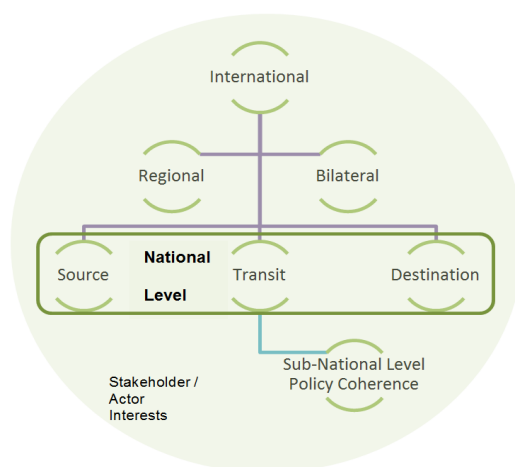 International
Regional
Bilateral
National
Level
Source
Transit
Destination
Sub-National Level
Policy Coherence
Stakeholder /
Actor
Interests